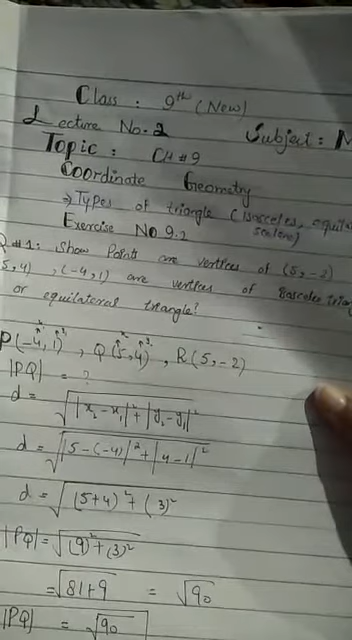 Class : 9th (New)
Lecture No. 2 Subject : M
Topic : CH #9
Coordinate Geometry
⇒ Types of triangle (Isosceles, equila
scalene)
Exercise No 9.2
Q#1: Show Points are vertices of (5, -2)
5, 4) , (-4, 1) are vertices of Isosceles tria
or equilateral triangle?
P(-4, 1) , Q(5, 4) , R(5, -2)
|PQ| = ?
d = √|x₂ - x₁|² + |y₂ - y₁|²
d = √|5 - (-4)|² + |4 - 1|²
d = √(5+4)² + (3)²
|PQ| = √(9)² + (3)²
= √81+9 = √90
|PQ| = √90